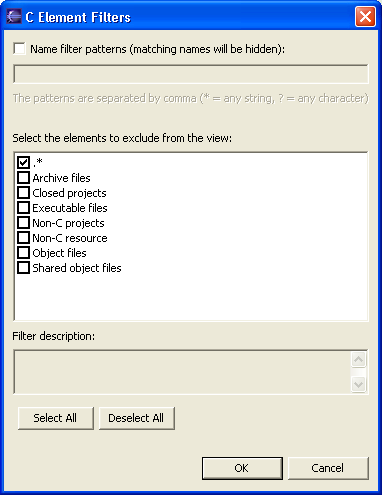 C Element Filters
Name filter patterns (matching names will be hidden):
The patterns are separated by comma (* = any string, ? = any character)
Select the elements to exclude from the view:
.*
Archive files
Closed projects
Executable files
Non-C projects
Non-C resource
Object files
Shared object files
Filter description:
Select All Deselect All
OK Cancel